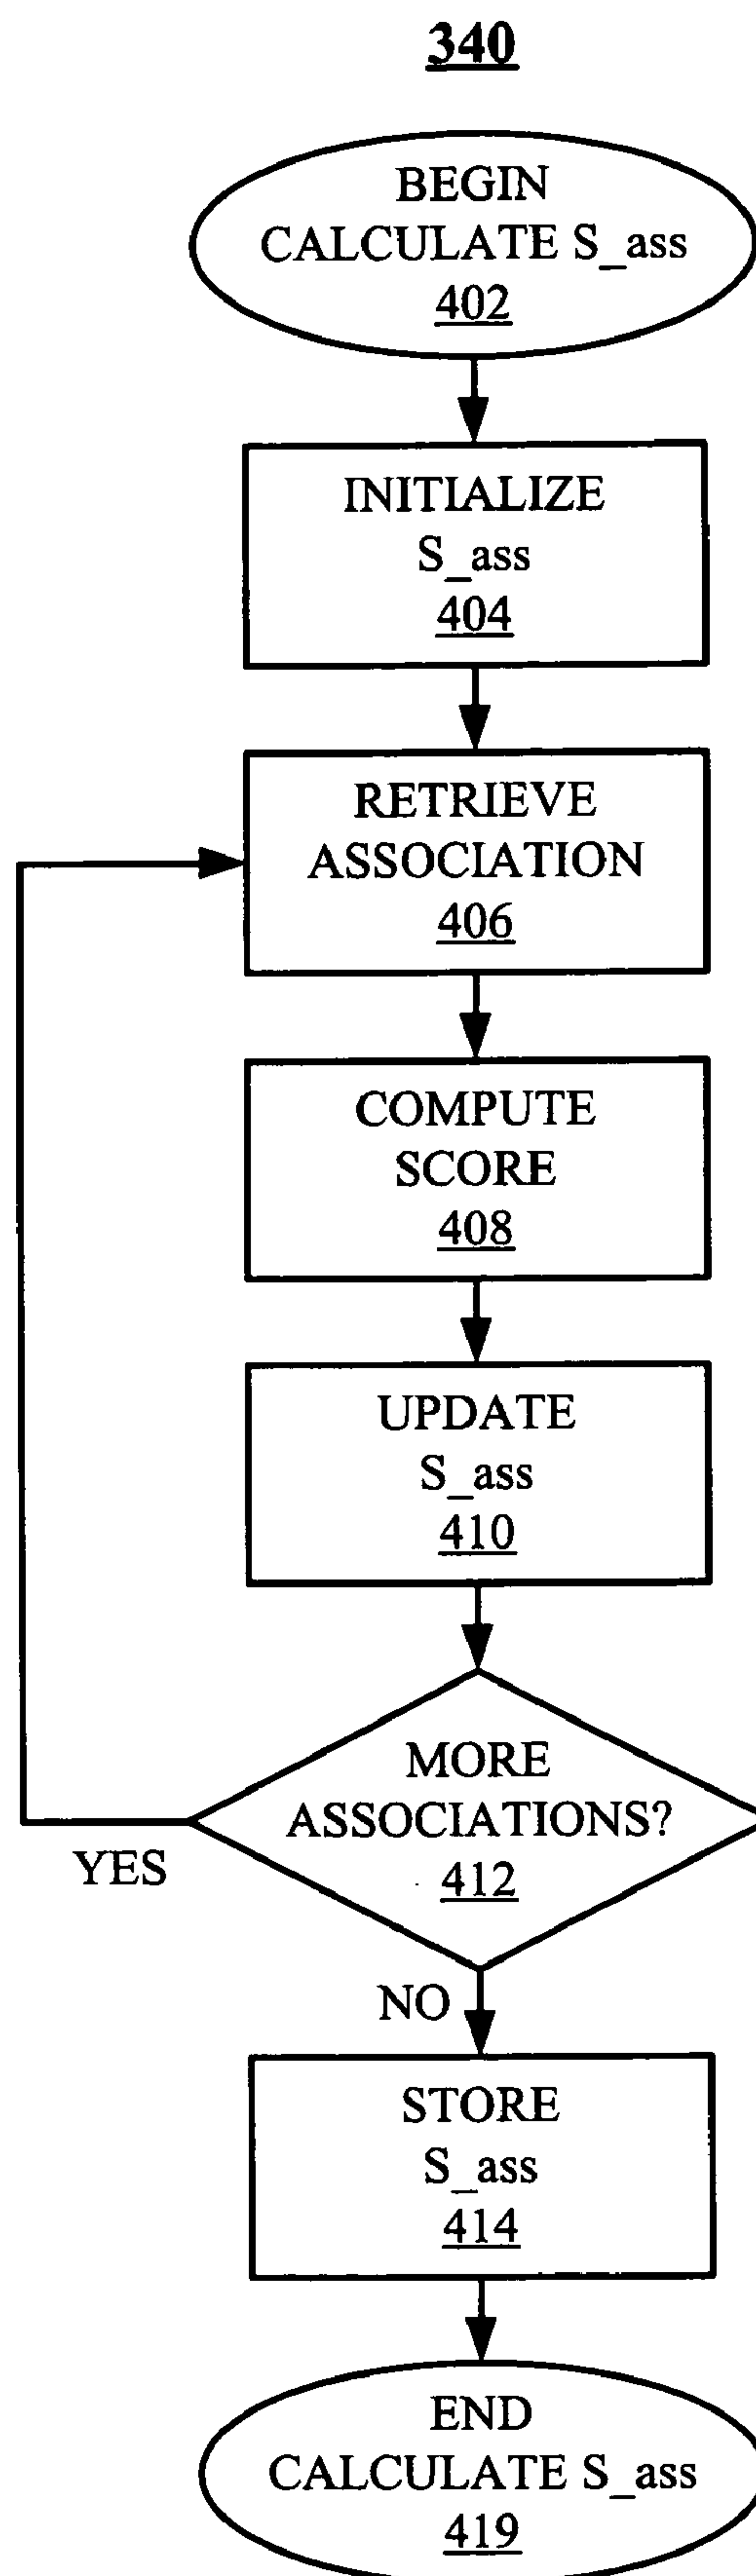 340
BEGIN
CALCULATE S_ass
402
INITIALIZE
S_ass
404
RETRIEVE
ASSOCIATION
406
COMPUTE
SCORE
408
UPDATE
S_ass
410
MORE
ASSOCIATIONS?
412
YES
NO
STORE
S_ass
414
END
CALCULATE S_ass
419